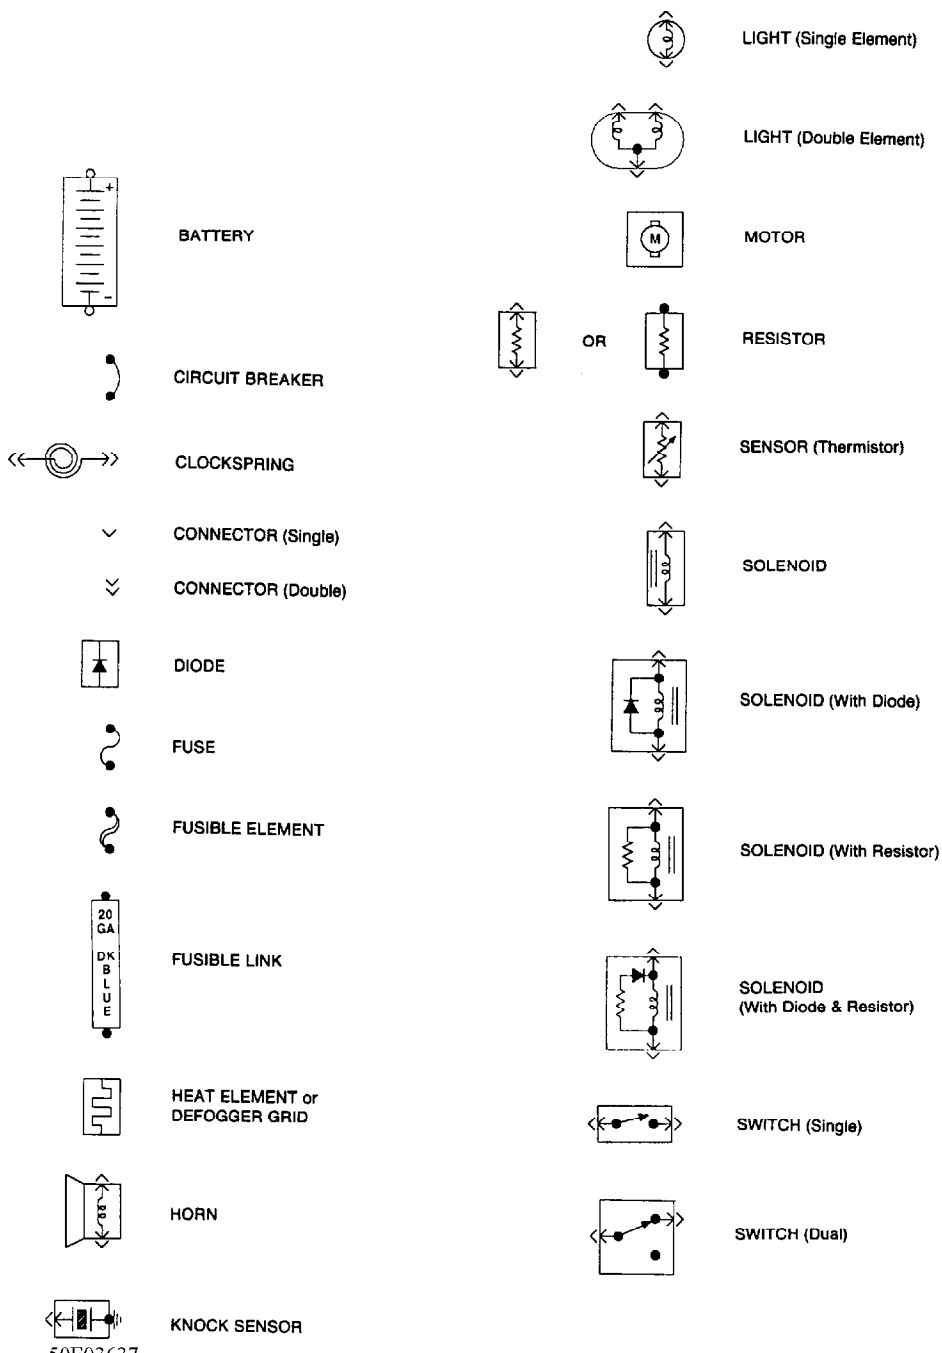 +
-
BATTERY
CIRCUIT BREAKER
CLOCKSPRING
CONNECTOR (Single)
CONNECTOR (Double)
DIODE
FUSE
FUSIBLE ELEMENT
20
GA
DK
B
L
U
E
FUSIBLE LINK
HEAT ELEMENT or
DEFOGGER GRID
HORN
KNOCK SENSOR
LIGHT (Single Element)
LIGHT (Double Element)
M
MOTOR
OR
RESISTOR
SENSOR (Thermistor)
SOLENOID
SOLENOID (With Diode)
SOLENOID (With Resistor)
SOLENOID
(With Diode & Resistor)
SWITCH (Single)
SWITCH (Dual)